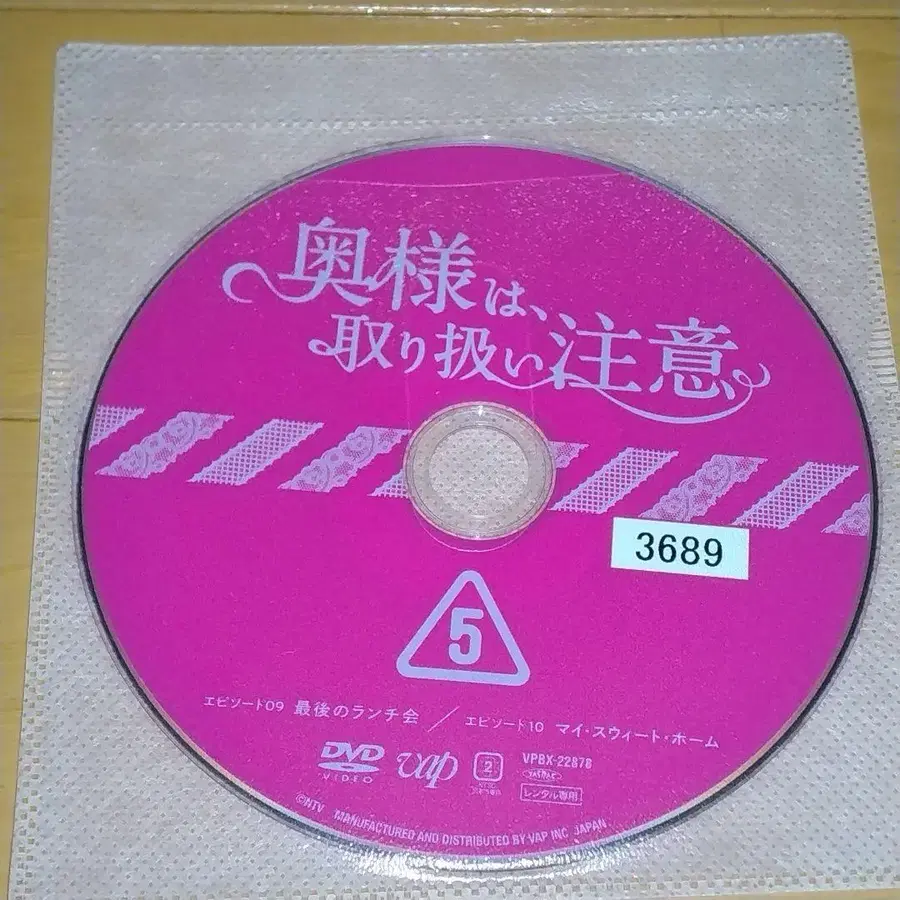 奥様は、
取り扱い注意
3689
5
エピソード09 最後のランチ会 / エピソード10 マイ・スウィート・ホーム
DVD
VIDEO
vap
2
VPBX-22878
JASRAC
レンタル専用
©NTV MANUFACTURED AND DISTRIBUTED BY VAP INC. JAPAN